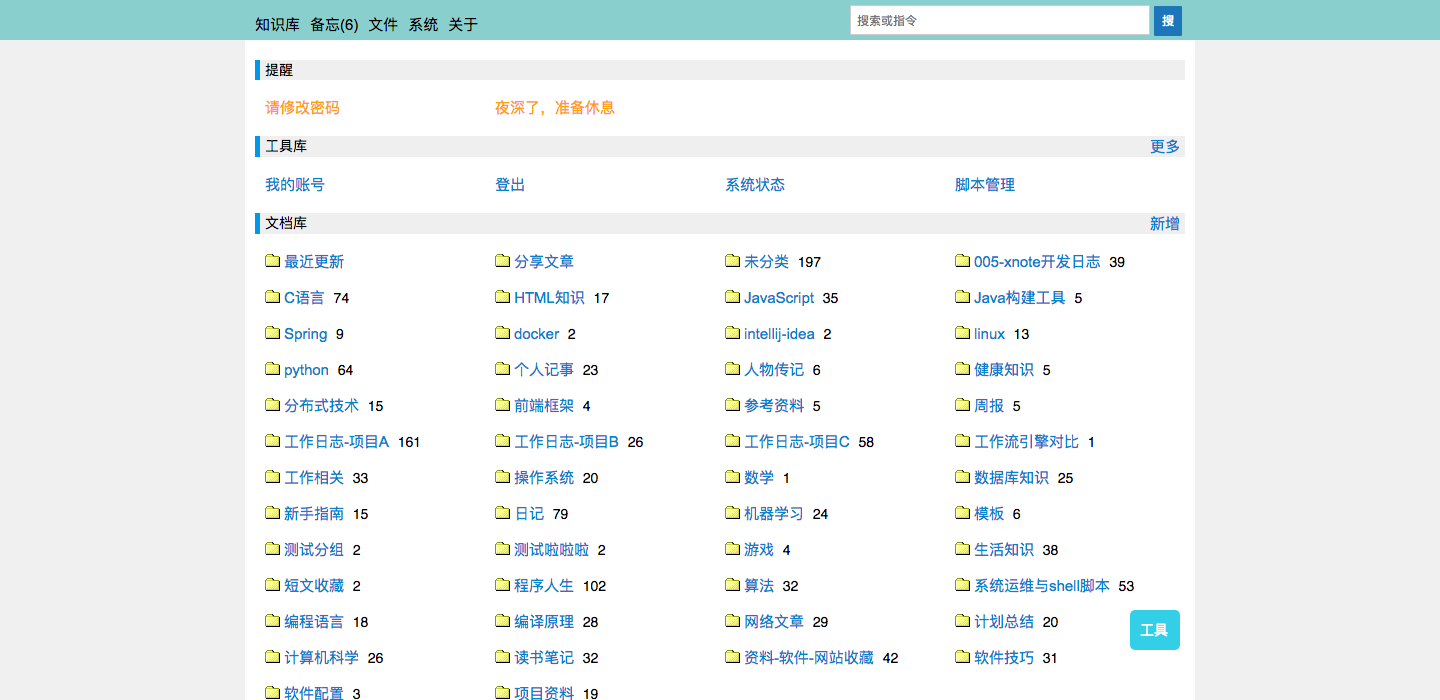 知识库 备忘(6) 文件 系统 关于 搜索或指令 搜
提醒
请修改密码 夜深了，准备休息
工具库 更多
我的账号 登出 系统状态 脚本管理
文档库 新增
最近更新 分享文章 未分类 197 005-xnote开发日志 39
C语言 74 HTML知识 17 JavaScript 35 Java构建工具 5
Spring 9 docker 2 intellij-idea 2 linux 13
python 64 个人记事 23 人物传记 6 健康知识 5
分布式技术 15 前端框架 4 参考资料 5 周报 5
工作日志-项目A 161 工作日志-项目B 26 工作日志-项目C 58 工作流引擎对比 1
工作相关 33 操作系统 20 数学 1 数据库知识 25
新手指南 15 日记 79 机器学习 24 模板 6
测试分组 2 测试啦啦啦 2 游戏 4 生活知识 38
短文收藏 2 程序人生 102 算法 32 系统运维与shell脚本 53
编程语言 18 编译原理 28 网络文章 29 计划总结 20
工具
计算机科学 26 读书笔记 32 资料-软件-网站收藏 42 软件技巧 31
软件配置 3 项目资料 19